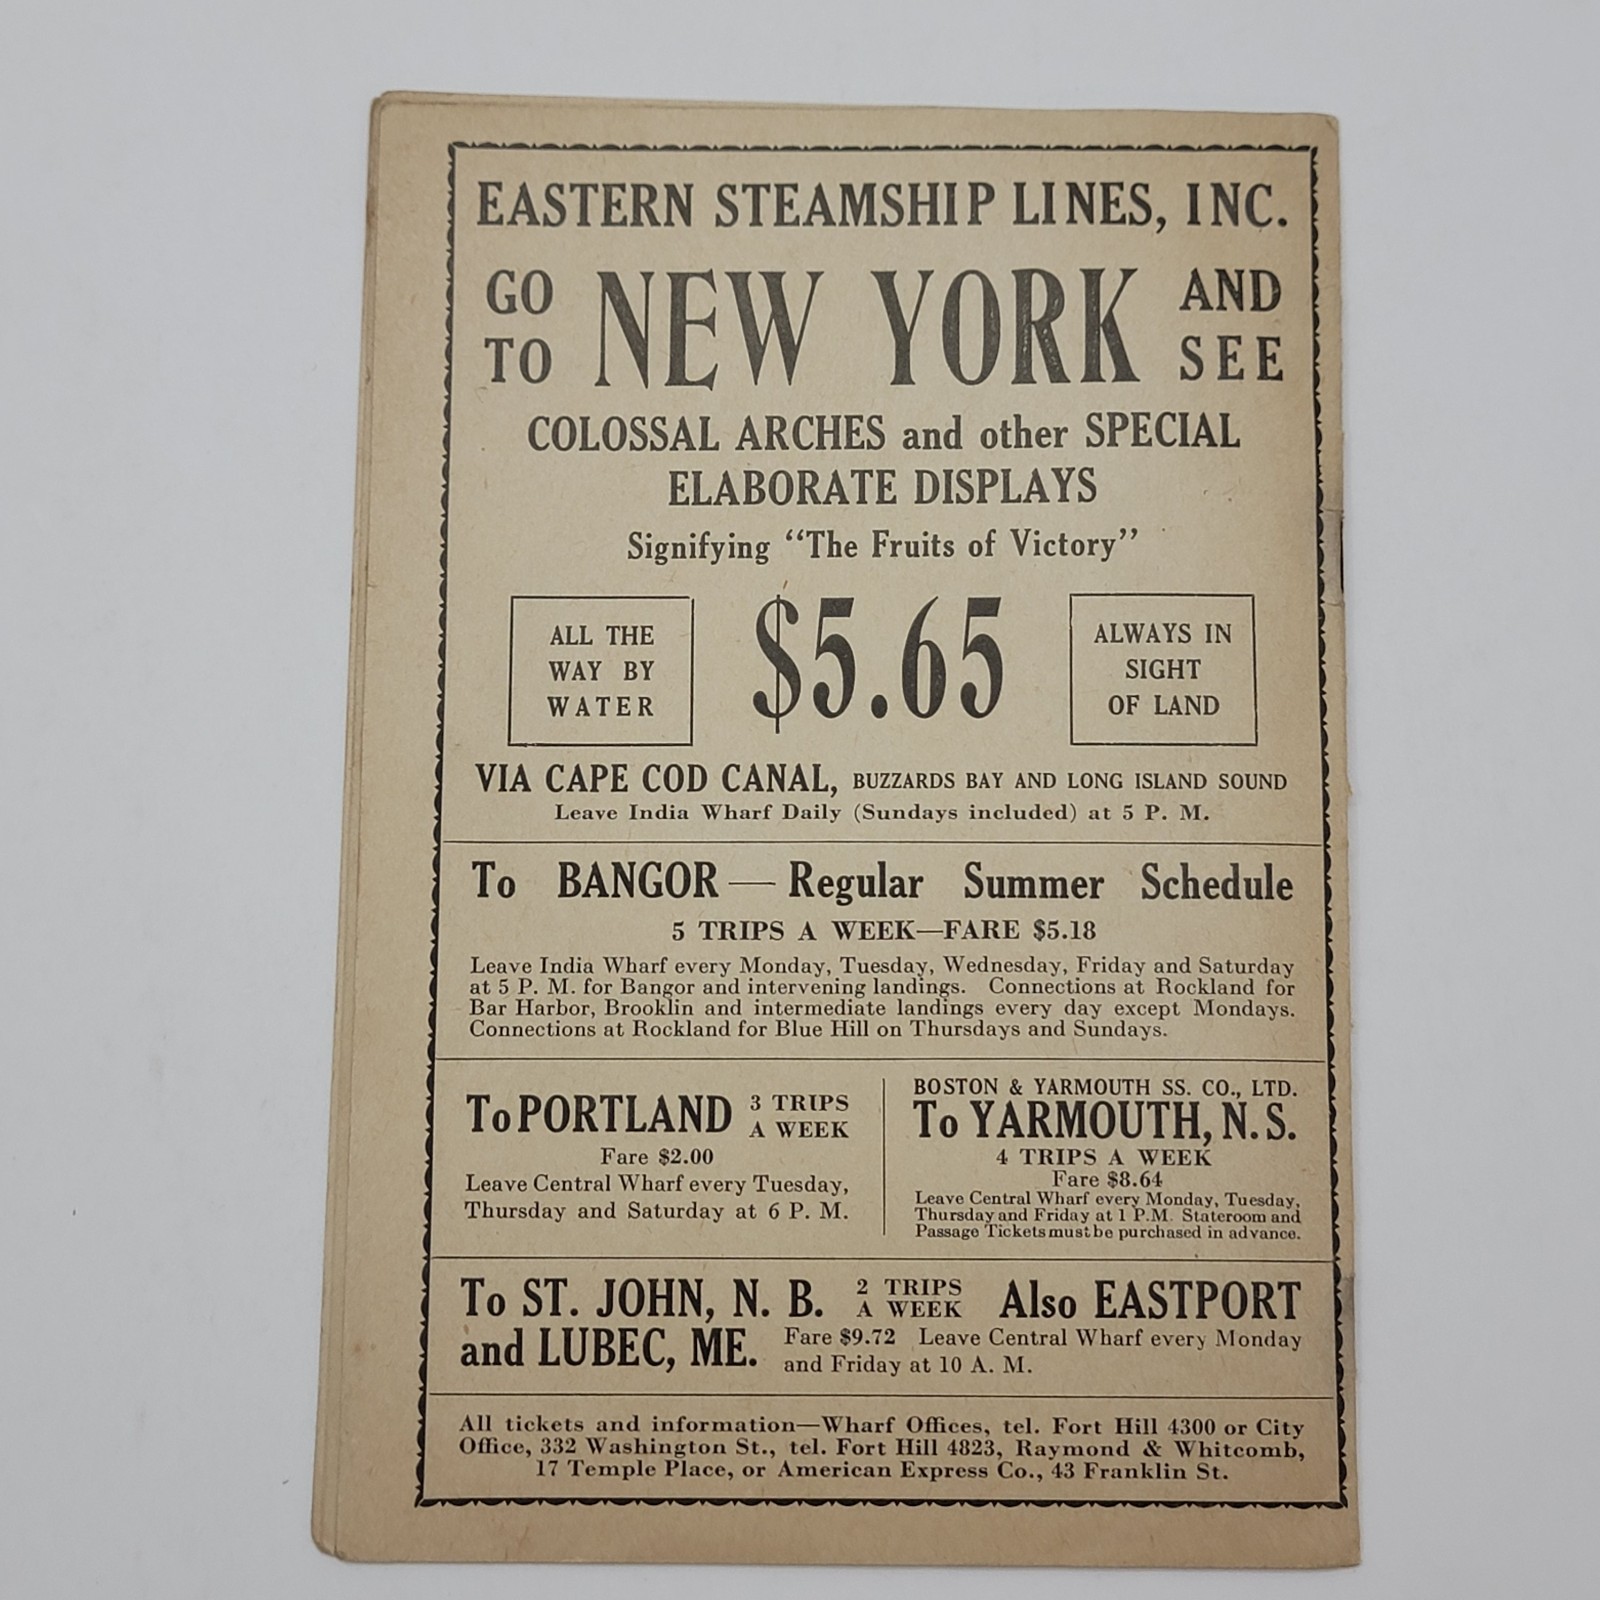 EASTERN STEAMSHIP LINES, INC.
GO TO NEW YORK AND SEE
COLOSSAL ARCHES and other SPECIAL
ELABORATE DISPLAYS
Signifying "The Fruits of Victory"
ALL THE
WAY BY
WATER
$5.65
ALWAYS IN
SIGHT
OF LAND
VIA CAPE COD CANAL, BUZZARDS BAY AND LONG ISLAND SOUND
Leave India Wharf Daily (Sundays included) at 5 P. M.
To BANGOR — Regular Summer Schedule
5 TRIPS A WEEK—FARE $5.18
Leave India Wharf every Monday, Tuesday, Wednesday, Friday and Saturday
at 5 P. M. for Bangor and intervening landings. Connections at Rockland for
Bar Harbor, Brooklin and intermediate landings every day except Mondays.
Connections at Rockland for Blue Hill on Thursdays and Sundays.
To PORTLAND 3 TRIPS A WEEK
Fare $2.00
Leave Central Wharf every Tuesday,
Thursday and Saturday at 6 P. M.
BOSTON & YARMOUTH SS. CO., LTD.
To YARMOUTH, N. S.
4 TRIPS A WEEK
Fare $8.64
Leave Central Wharf every Monday, Tuesday,
Thursday and Friday at 1 P.M. Stateroom and
Passage Tickets must be purchased in advance.
To ST. JOHN, N. B. 2 TRIPS A WEEK Also EASTPORT
and LUBEC, ME. Fare $9.72 Leave Central Wharf every Monday
and Friday at 10 A. M.
All tickets and information—Wharf Offices, tel. Fort Hill 4300 or City
Office, 332 Washington St., tel. Fort Hill 4823, Raymond & Whitcomb,
17 Temple Place, or American Express Co., 43 Franklin St.